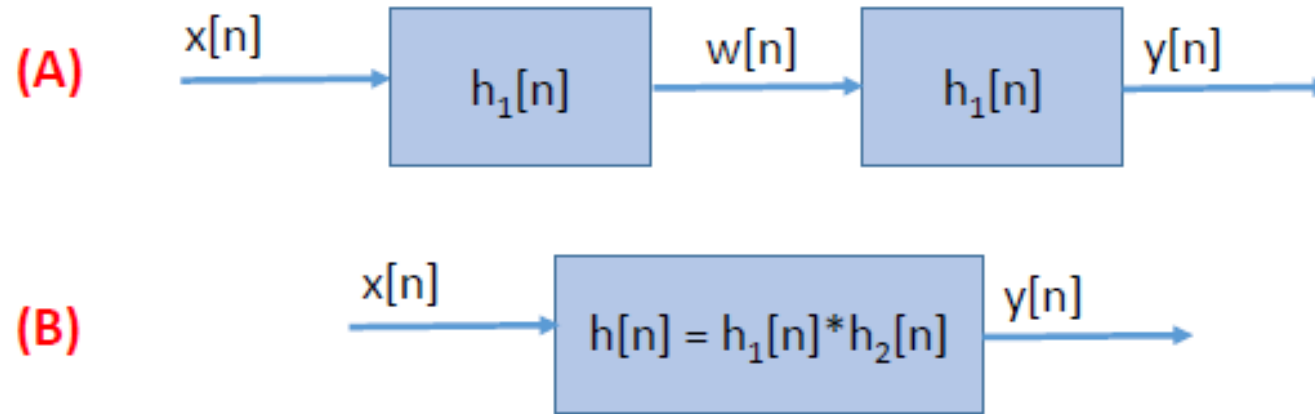 (A) x[n] h₁[n] w[n] h₁[n] y[n]
(B) x[n] h[n] = h₁[n]*h₂[n] y[n]